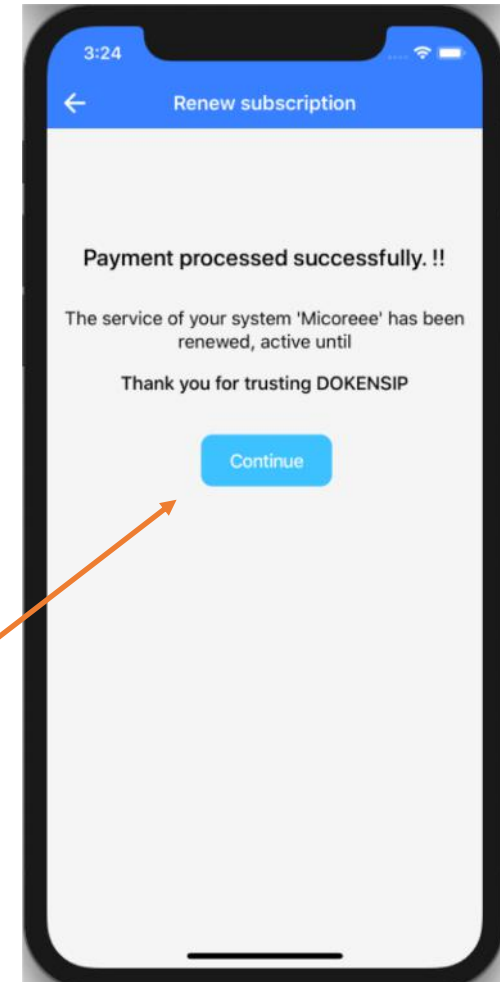 3:24
Renew subscription
Payment processed successfully. !!
The service of your system 'Micoreee' has been
renewed, active until
Thank you for trusting DOKENSIP
Continue